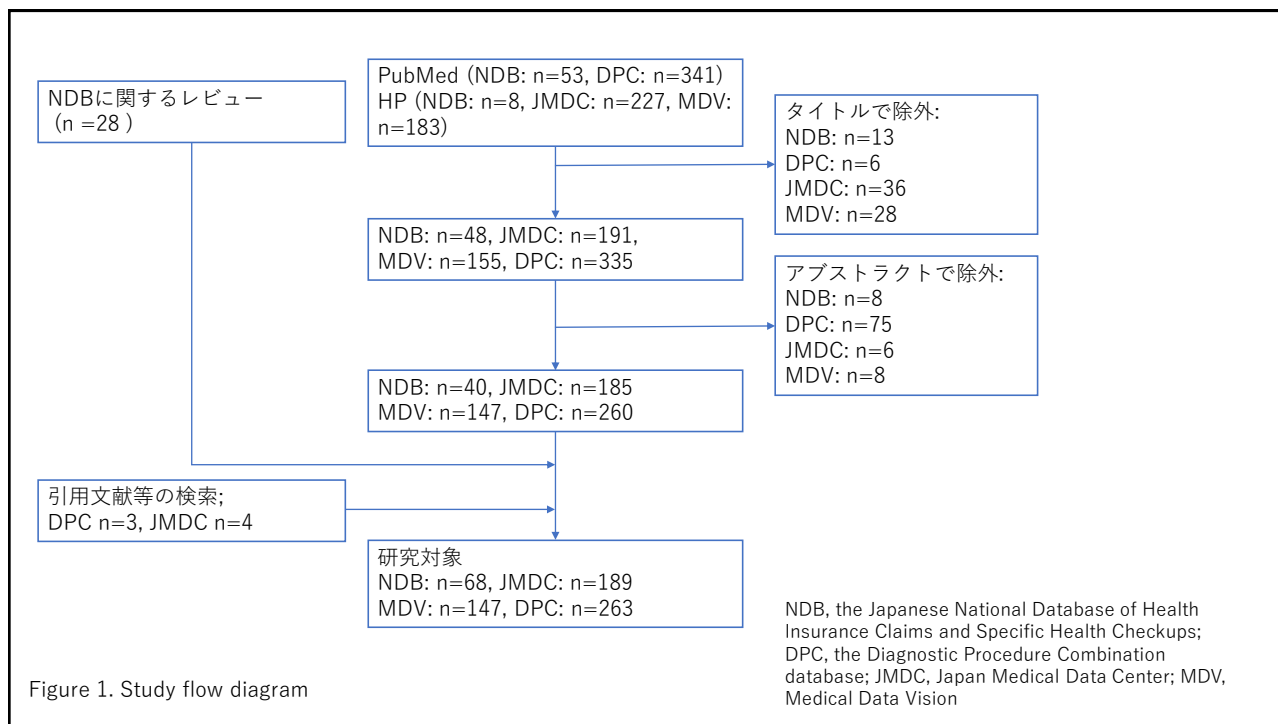 NDBに関するレビュー
(n =28 )
PubMed (NDB: n=53, DPC: n=341)
HP (NDB: n=8, JMDC: n=227, MDV:
n=183)
タイトルで除外:
NDB: n=13
DPC: n=6
JMDC: n=36
MDV: n=28
NDB: n=48, JMDC: n=191,
MDV: n=155, DPC: n=335
アブストラクトで除外:
NDB: n=8
DPC: n=75
JMDC: n=6
MDV: n=8
NDB: n=40, JMDC: n=185
MDV: n=147, DPC: n=260
引用文献等の検索;
DPC n=3, JMDC n=4
研究対象
NDB: n=68, JMDC: n=189
MDV: n=147, DPC: n=263
NDB, the Japanese National Database of Health
Insurance Claims and Specific Health Checkups;
DPC, the Diagnostic Procedure Combination
database; JMDC, Japan Medical Data Center; MDV,
Medical Data Vision
Figure 1. Study flow diagram